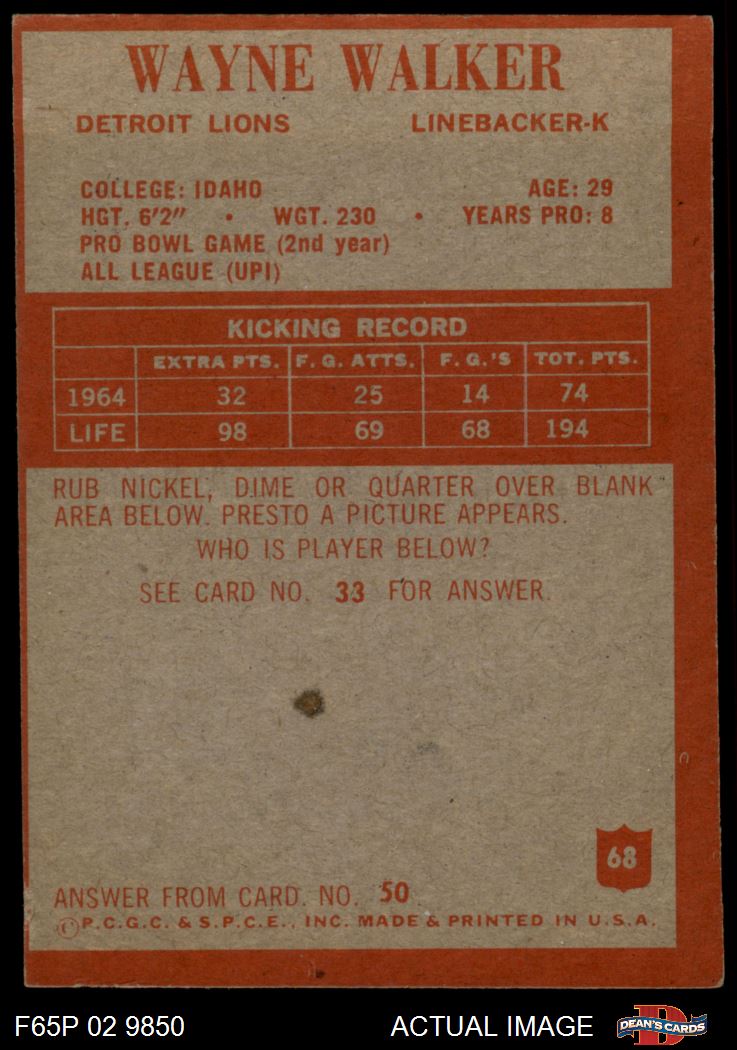 WAYNE WALKER
DETROIT LIONS LINEBACKER-K
COLLEGE: IDAHO AGE: 29
HGT. 6'2" • WGT. 230 • YEARS PRO: 8
PRO BOWL GAME (2nd year)
ALL LEAGUE (UPI)
KICKING RECORD
EXTRA PTS. F.G. ATTS. F.G.'S TOT. PTS.
1964 32 25 14 74
LIFE 98 69 68 194
RUB NICKEL, DIME OR QUARTER OVER BLANK
AREA BELOW. PRESTO A PICTURE APPEARS.
WHO IS PLAYER BELOW?
SEE CARD NO. 33 FOR ANSWER.
68
ANSWER FROM CARD. NO. 50
©P.C.G.C. & S.P.C.E., INC. MADE & PRINTED IN U.S.A.
F65P 02 9850 ACTUAL IMAGE D DEAN'S CARDS